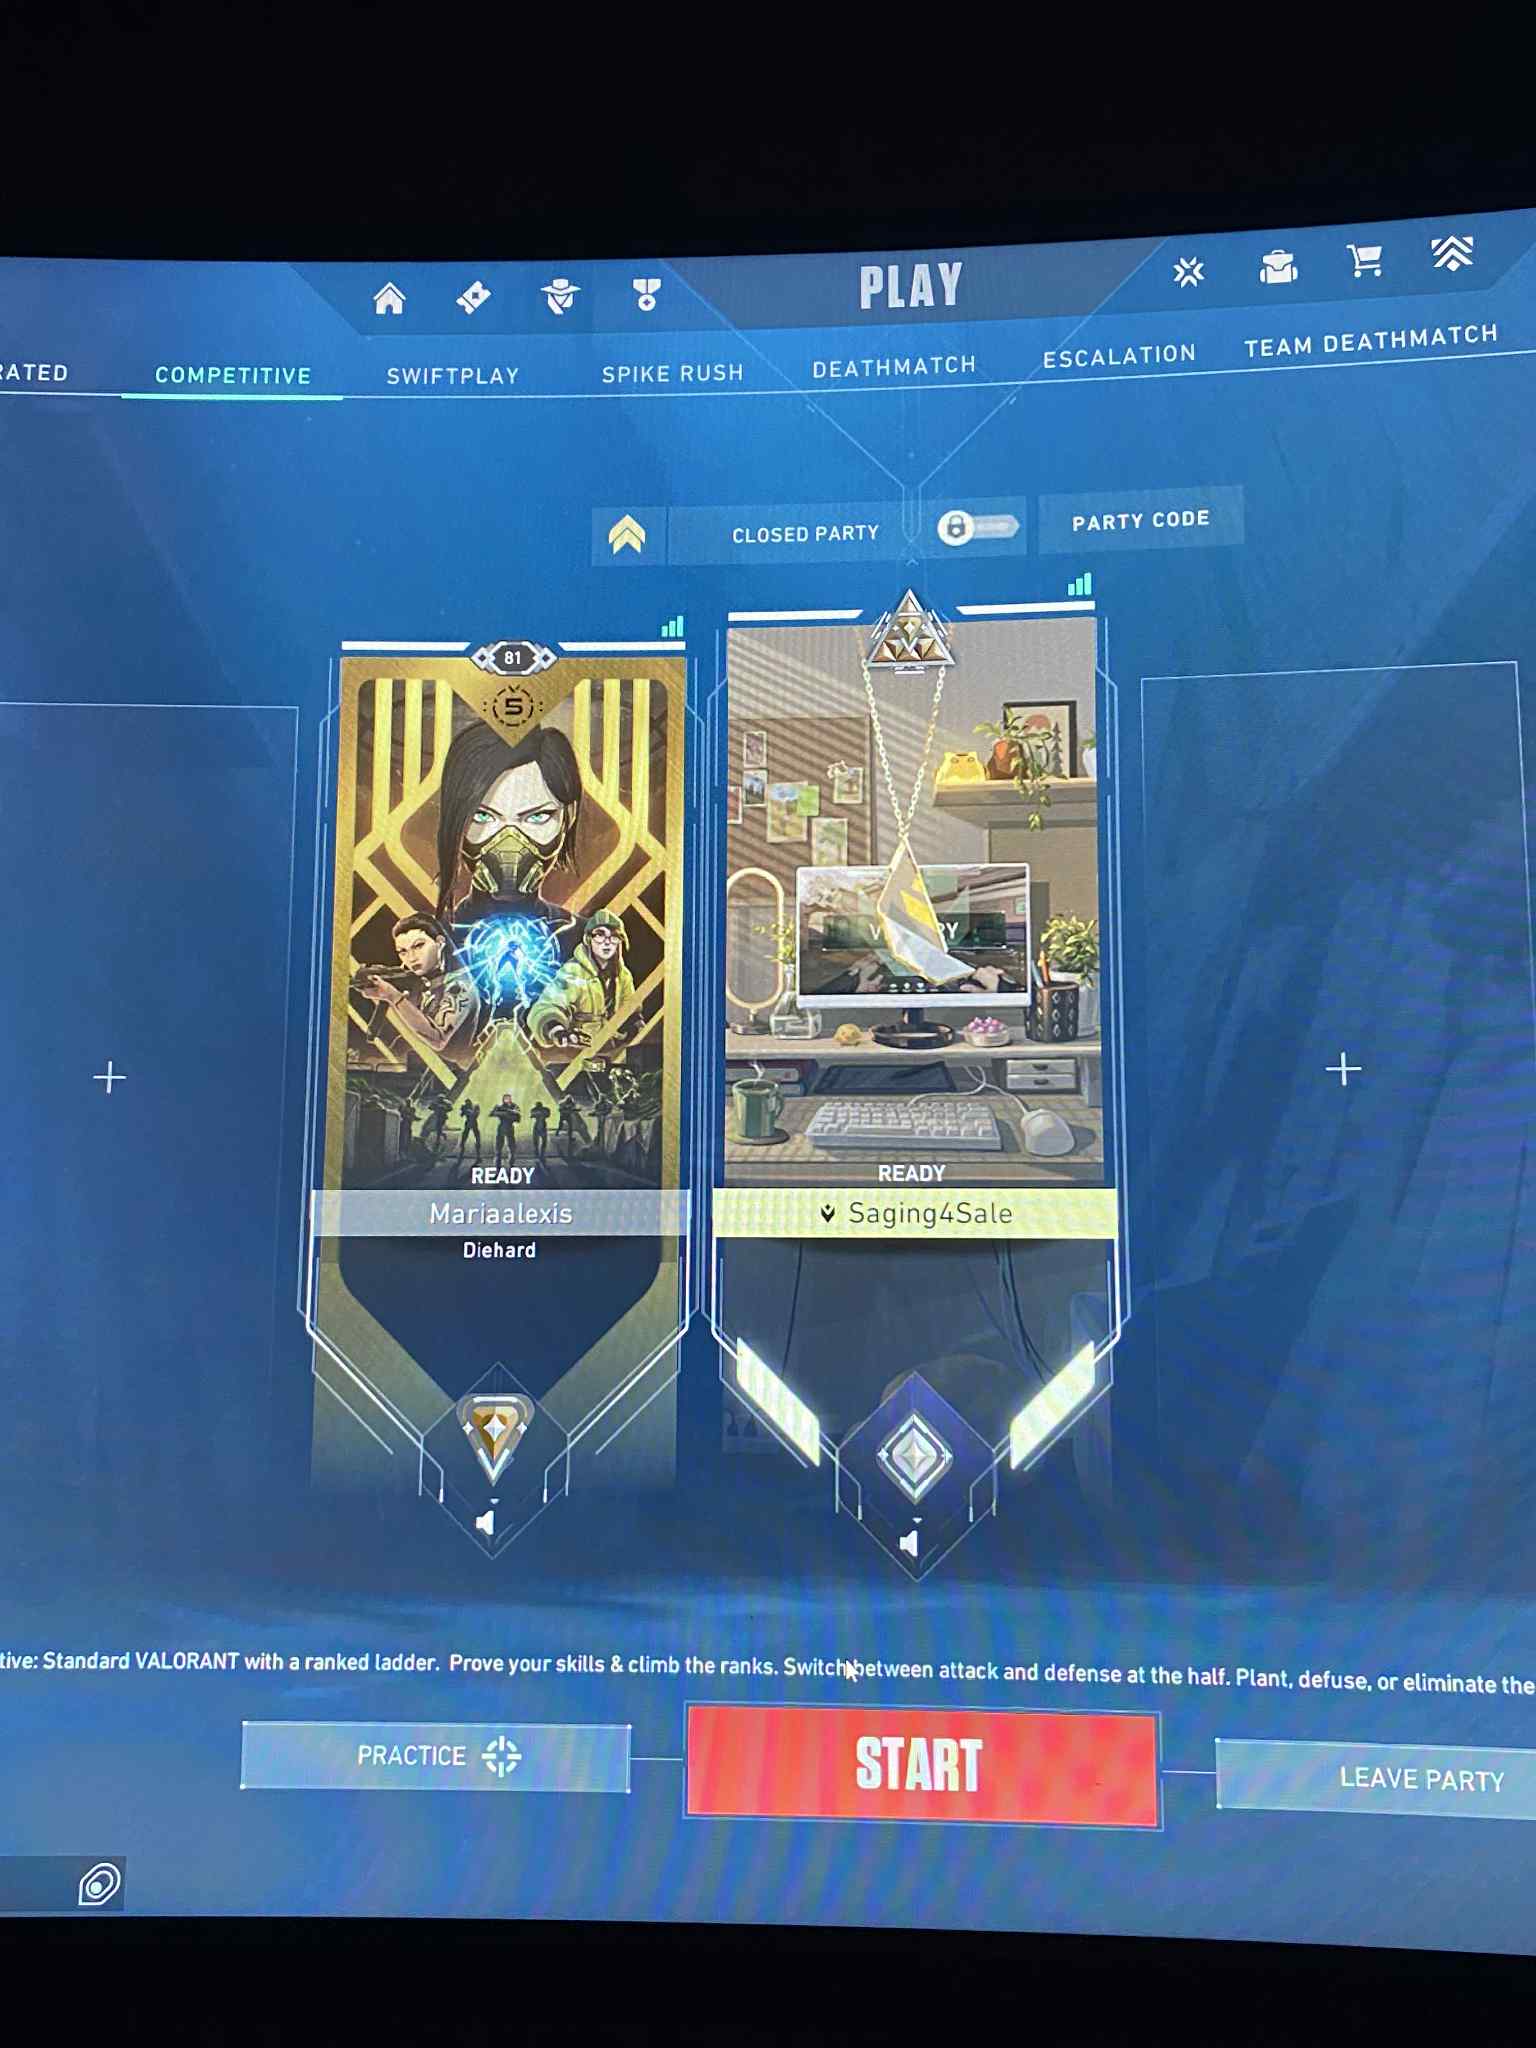 PLAY
RATED COMPETITIVE SWIFTPLAY SPIKE RUSH DEATHMATCH ESCALATION TEAM DEATHMATCH
CLOSED PARTY PARTY CODE
81
5
READY
Mariaalexis
Diehard
READY
Saging4Sale
tive: Standard VALORANT with a ranked ladder. Prove your skills & climb the ranks. Switch between attack and defense at the half. Plant, defuse, or eliminate the
PRACTICE START LEAVE PARTY